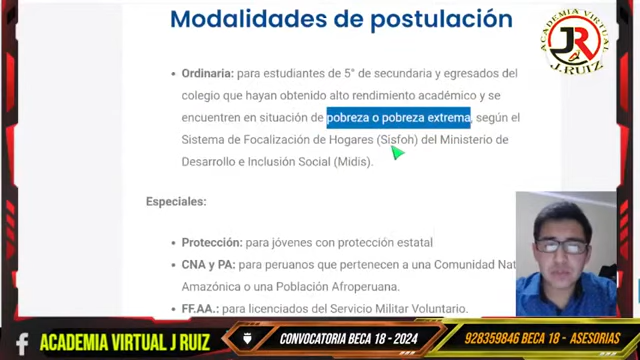 Modalidades de postulación
ACADEMIA VIRTUAL
JR
J.RUIZ
• Ordinaria: para estudiantes de 5° de secundaria y egresados del
colegio que hayan obtenido alto rendimiento académico y se
encuentren en situación de pobreza o pobreza extrema, según el
Sistema de Focalización de Hogares (Sisfoh) del Ministerio de
Desarrollo e Inclusión Social (Midis).
Especiales:
• Protección: para jóvenes con protección estatal
• CNA y PA: para peruanos que pertenecen a una Comunidad Nat
Amazónica o una Población Afroperuana.
• FF.AA.: para licenciados del Servicio Militar Voluntario.
f ACADEMIA VIRTUAL J RUIZ
CONVOCATORIA BECA 18 - 2024
928359846 BECA 18 - ASESORIAS